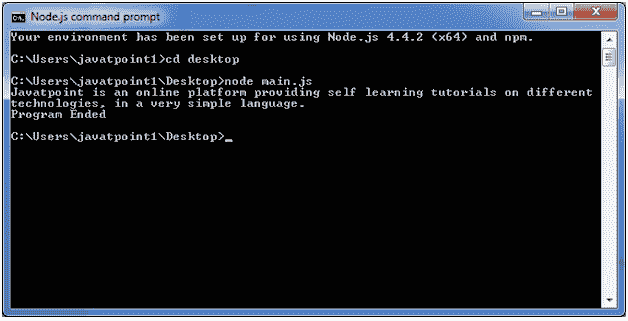 Node.js command prompt
Your environment has been set up for using Node.js 4.4.2 (x64) and npm.
C:\Users\javatpoint1>cd desktop
C:\Users\javatpoint1\Desktop>node main.js
Javatpoint is an online platform providing self learning tutorials on different
technologies, in a very simple language.
Program Ended
C:\Users\javatpoint1\Desktop>_